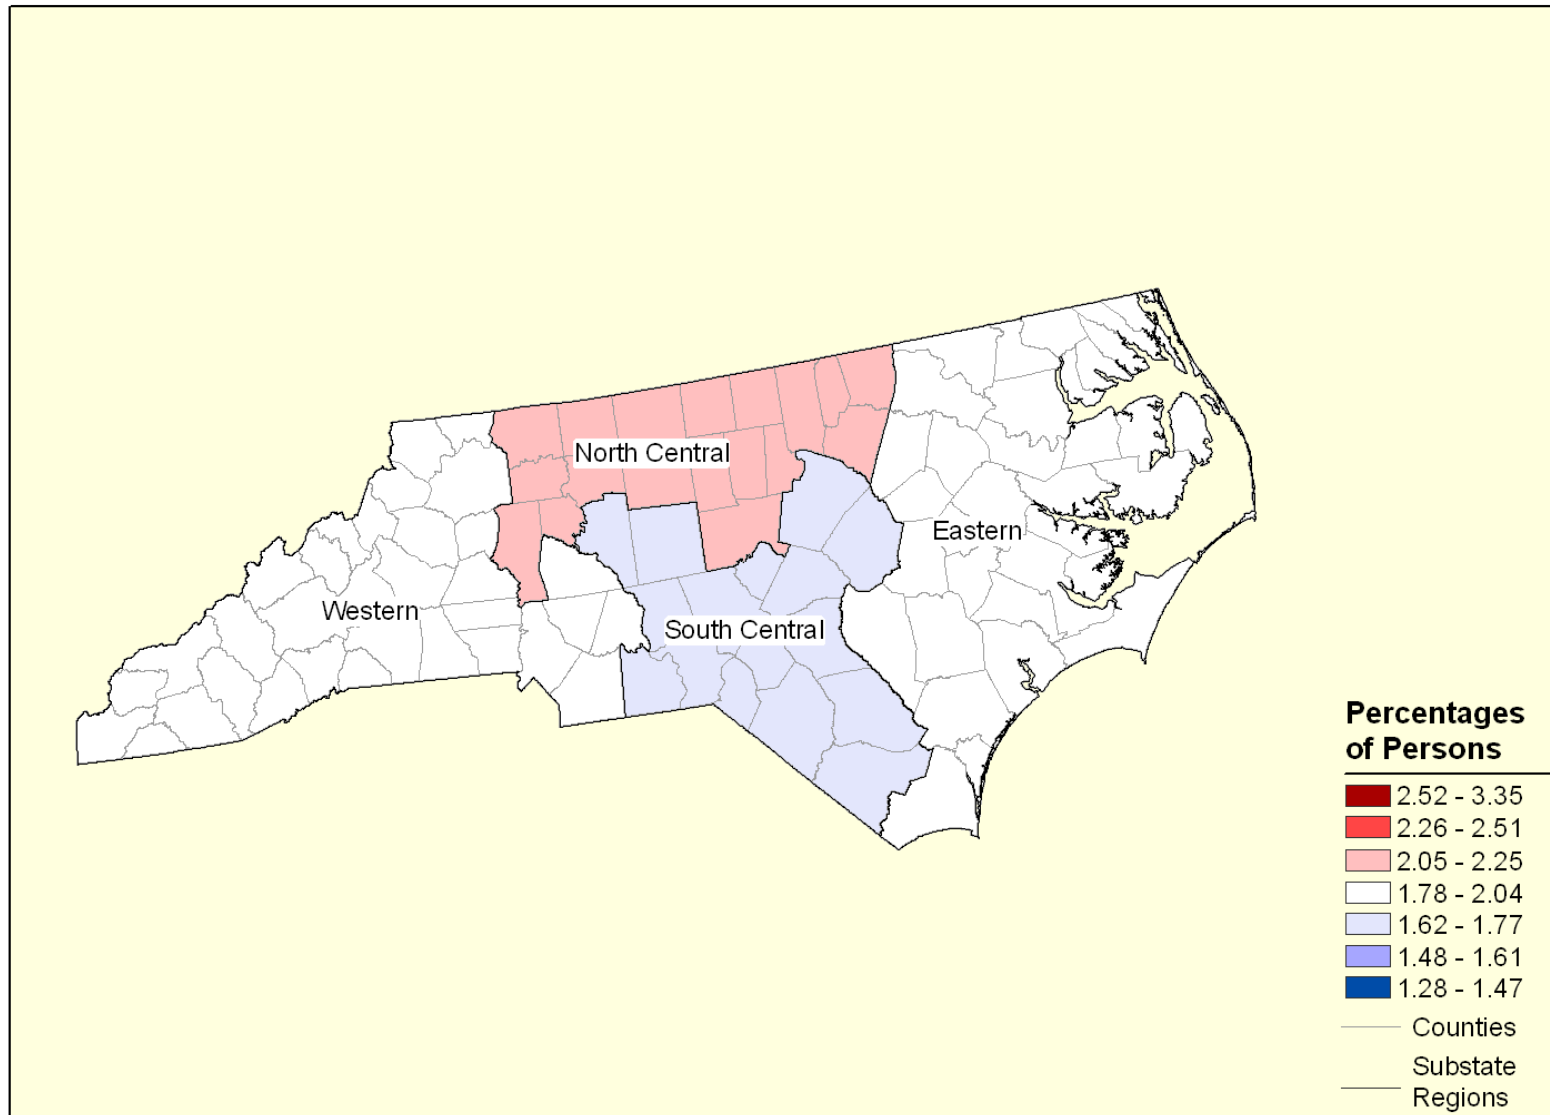 North Central
Eastern
Western
South Central
Percentages
of Persons
2.52 - 3.35
2.26 - 2.51
2.05 - 2.25
1.78 - 2.04
1.62 - 1.77
1.48 - 1.61
1.28 - 1.47
Counties
Substate
Regions